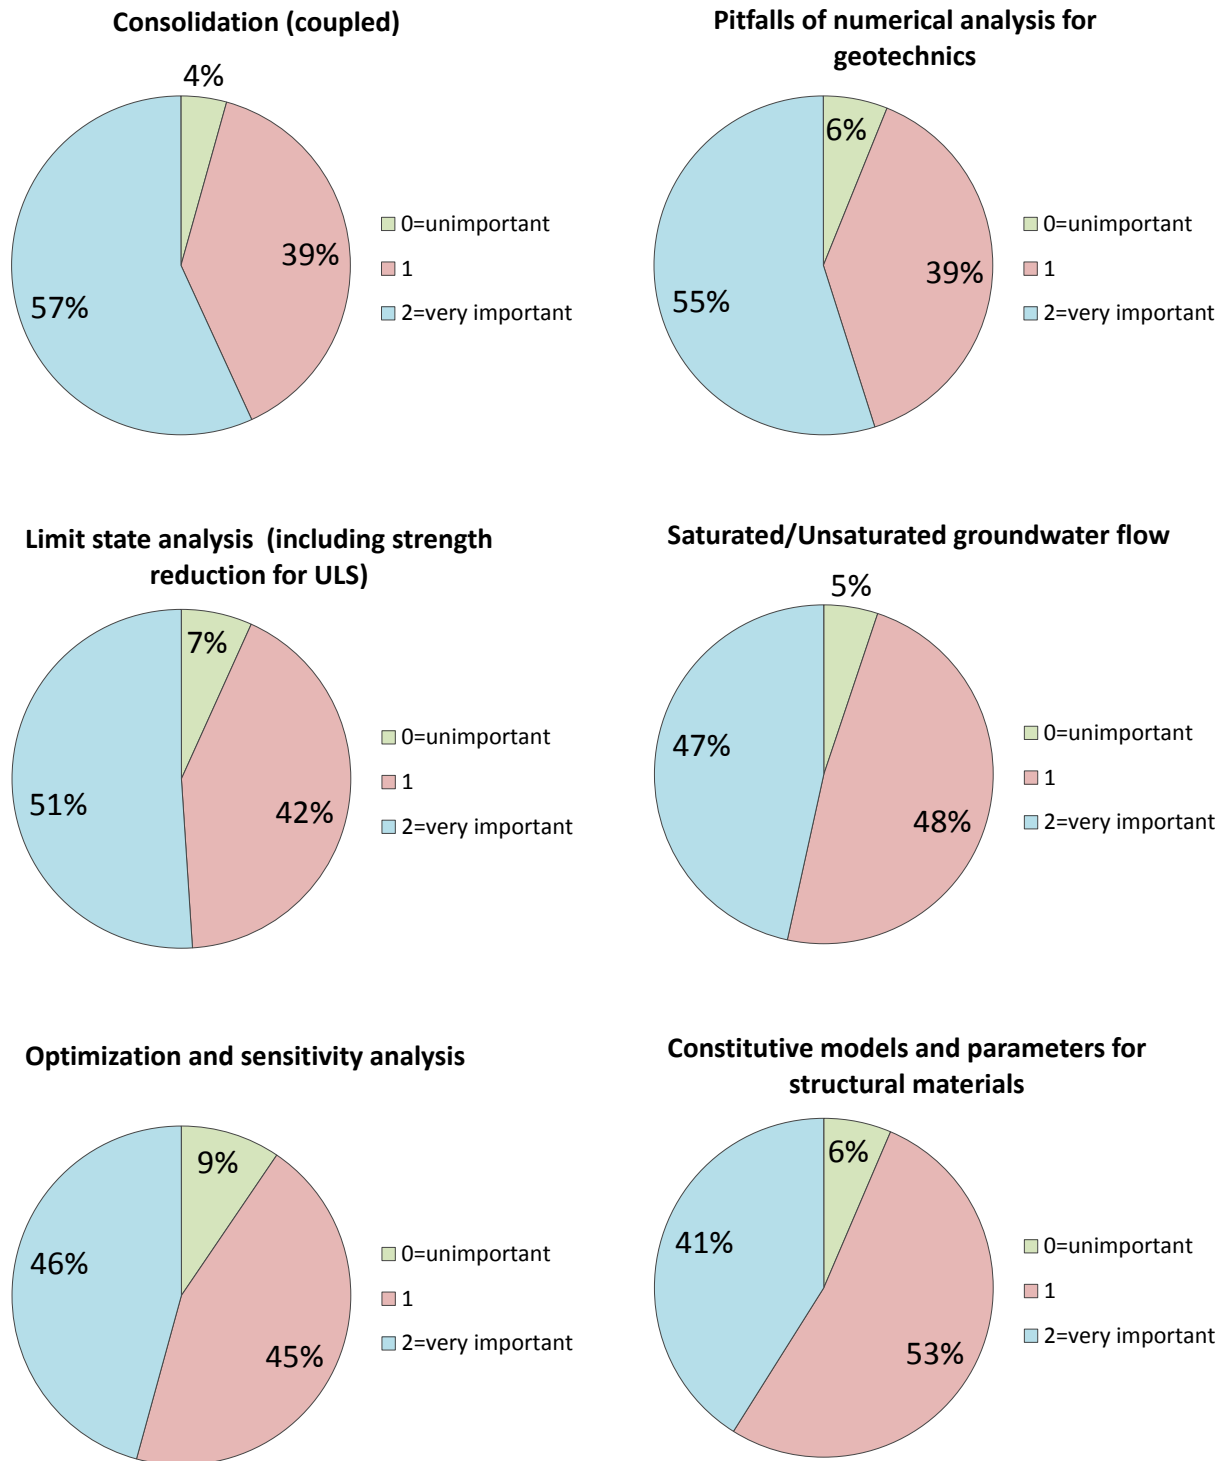 Consolidation (coupled)
4%
39%
57%
0=unimportant
1
2=very important
Pitfalls of numerical analysis for
geotechnics
6%
39%
55%
0=unimportant
1
2=very important
Limit state analysis  (including strength
reduction for ULS)
7%
42%
51%
0=unimportant
1
2=very important
Saturated/Unsaturated groundwater flow
5%
48%
47%
0=unimportant
1
2=very important
Optimization and sensitivity analysis
9%
45%
46%
0=unimportant
1
2=very important
Constitutive models and parameters for
structural materials
6%
53%
41%
0=unimportant
1
2=very important